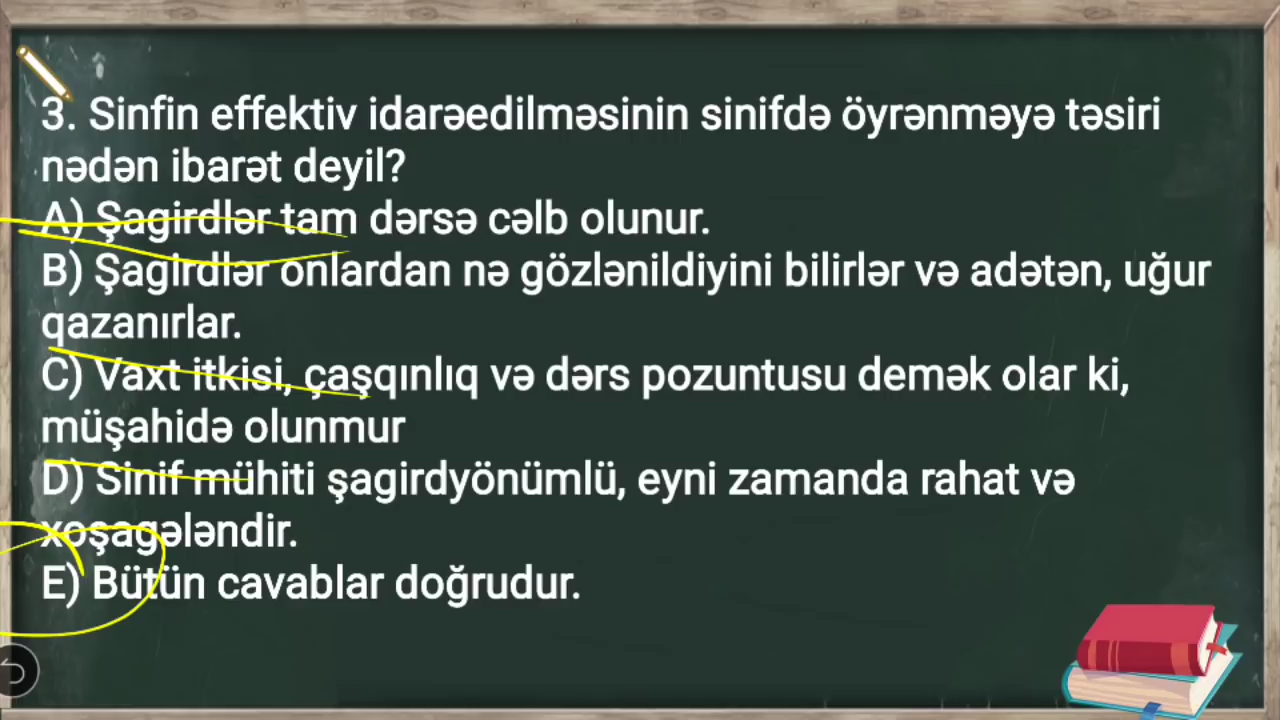 3. Sinfin effektiv idarəedilməsinin sinifdə öyrənməyə təsiri
nədən ibarət deyil?
A) Şagirdlər tam dərsə cəlb olunur.
B) Şagirdlər onlardan nə gözlənildiyini bilirlər və adətən, uğur
qazanırlar.
C) Vaxt itkisi, çaşqınlıq və dərs pozuntusu demək olar ki,
müşahidə olunmur
D) Sinif mühiti şagirdyönümlü, eyni zamanda rahat və
xoşagələndir.
E) Bütün cavablar doğrudur.